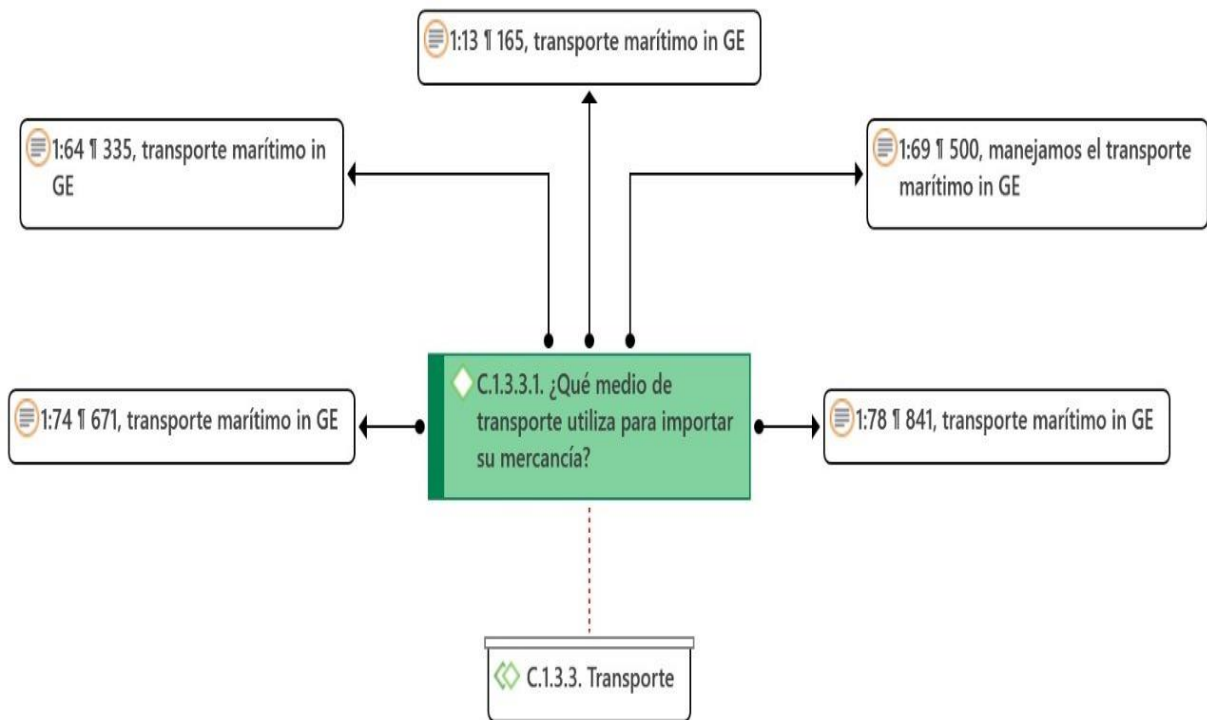 1:13 ¶ 165, transporte marítimo in GE
1:64 ¶ 335, transporte marítimo in
GE
1:69 ¶ 500, manejamos el transporte
marítimo in GE
1:74 ¶ 671, transporte marítimo in GE
C.1.3.3.1. ¿Qué medio de
transporte utiliza para importar
su mercancía?
1:78 ¶ 841, transporte marítimo in GE
C.1.3.3. Transporte